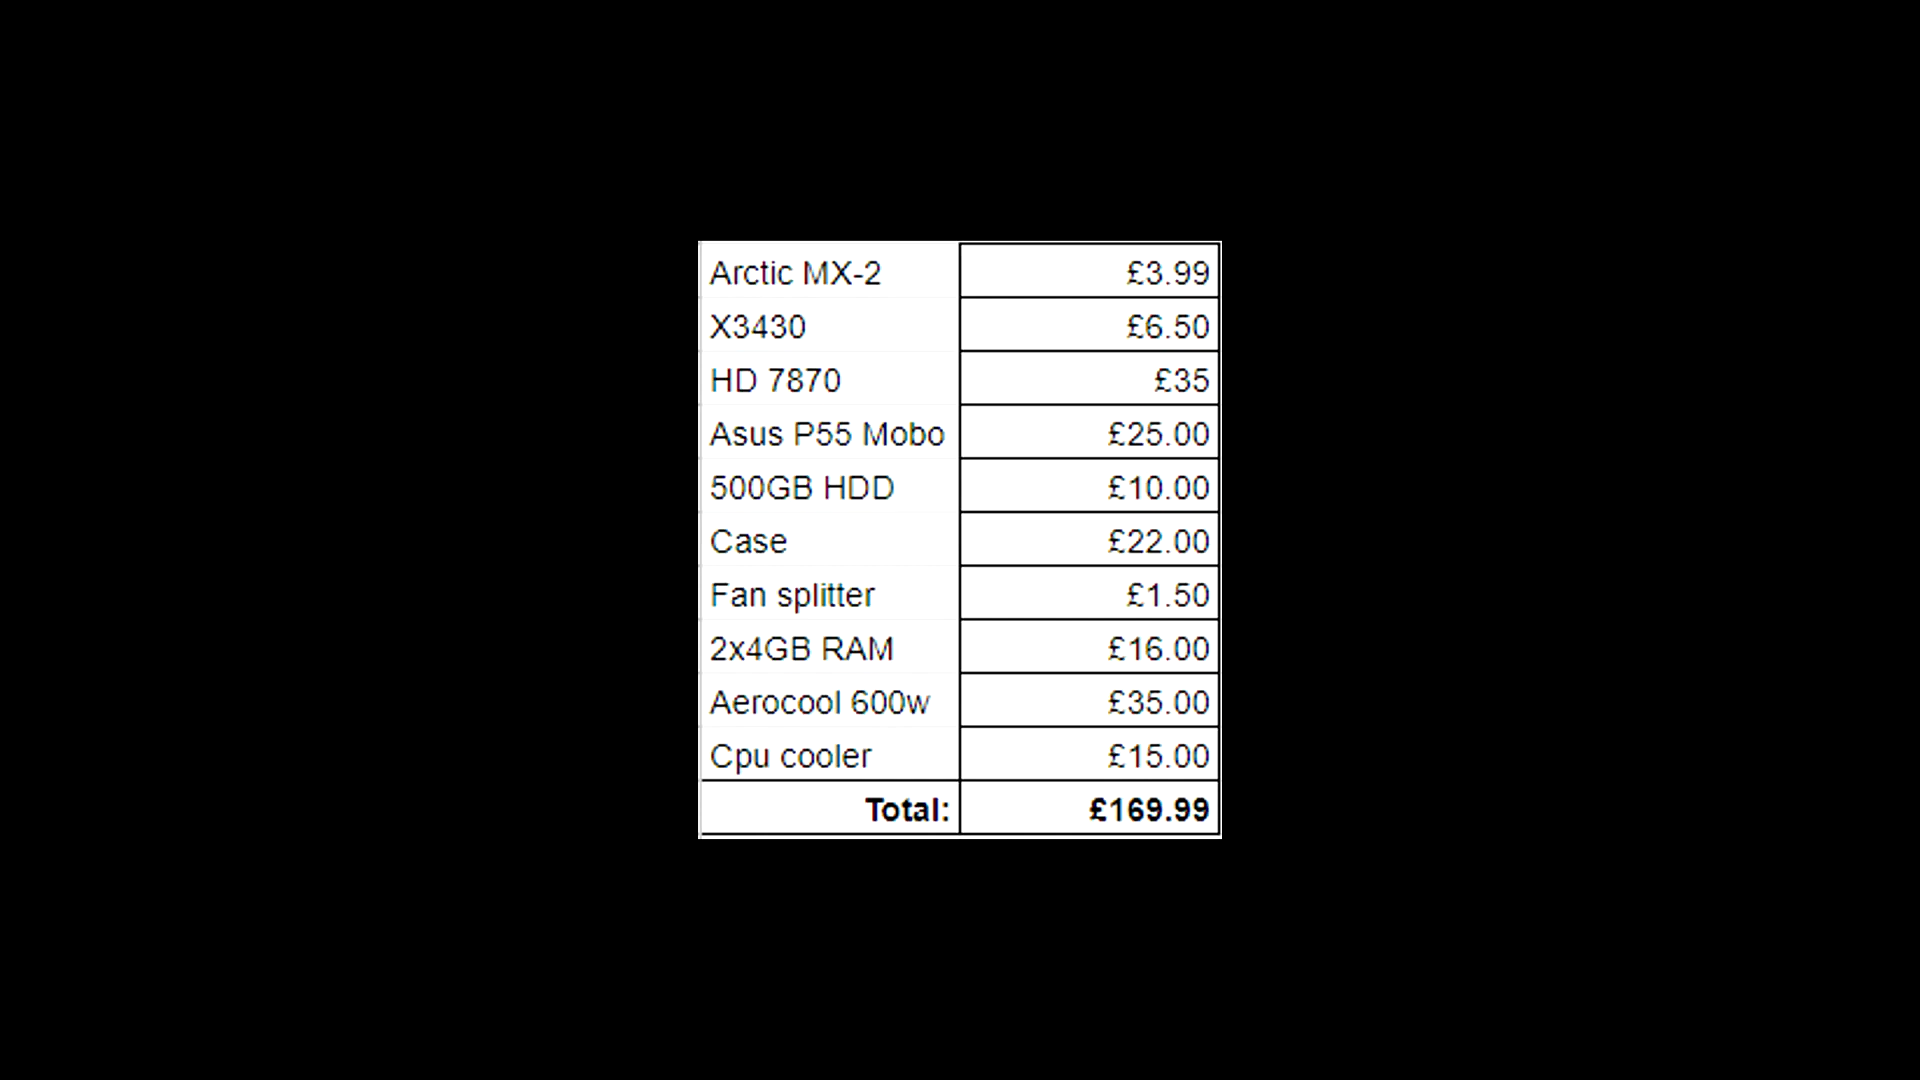 Arctic MX-2 £3.99
X3430 £6.50
HD 7870 £35
Asus P55 Mobo £25.00
500GB HDD £10.00
Case £22.00
Fan splitter £1.50
2x4GB RAM £16.00
Aerocool 600w £35.00
Cpu cooler £15.00
Total: £169.99